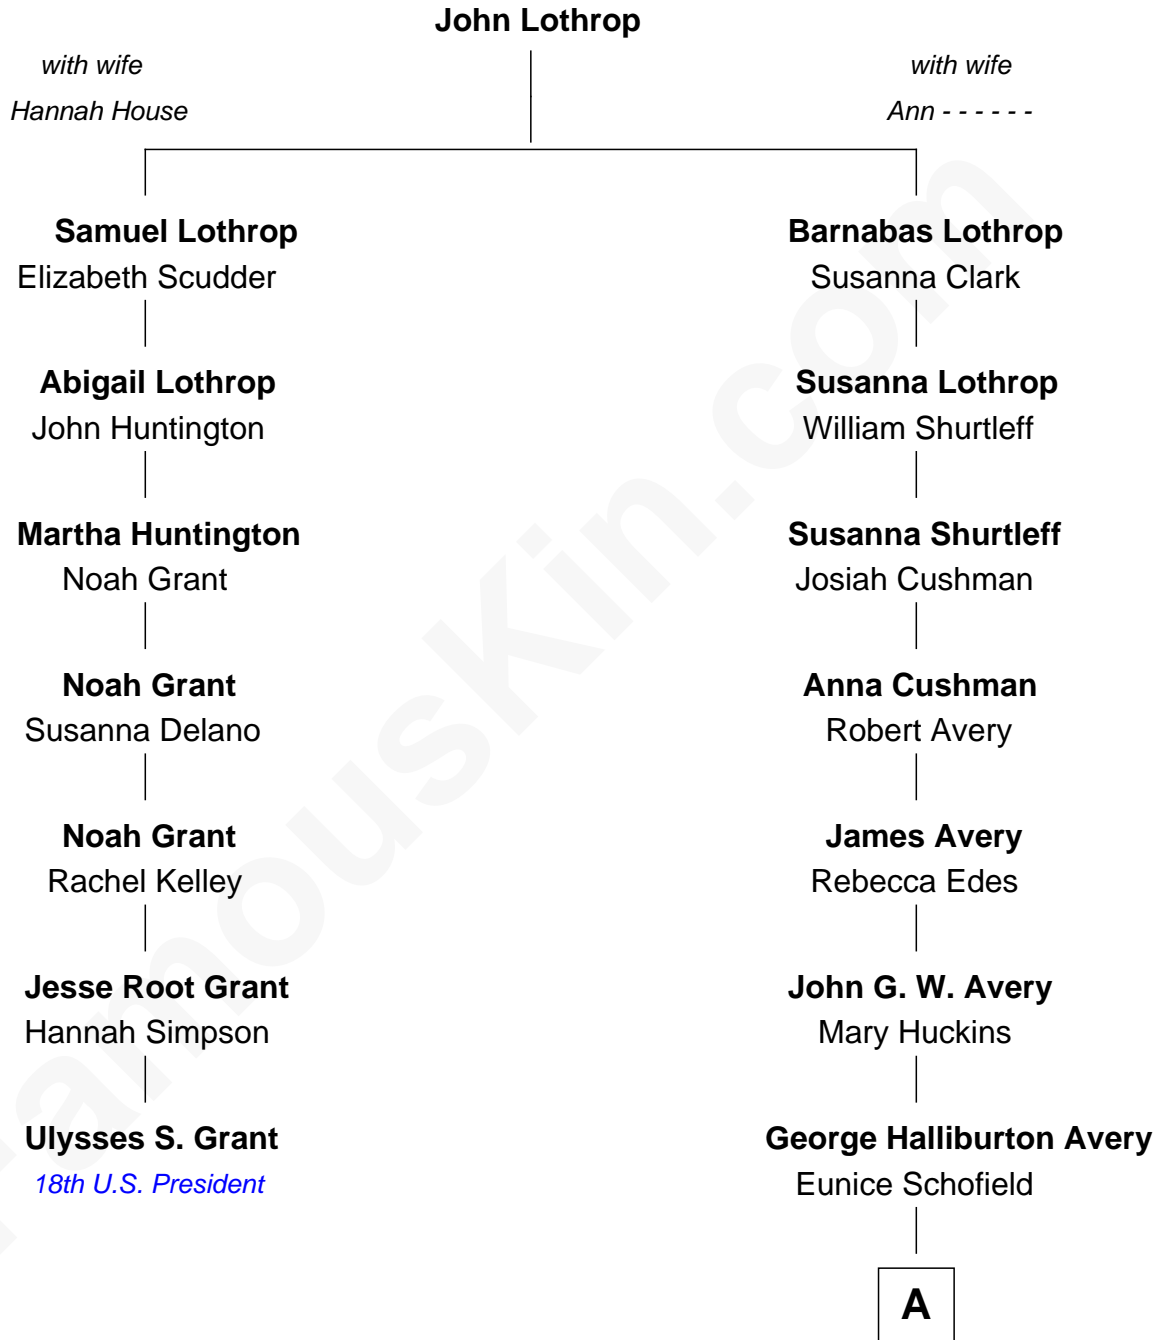 John Lothrop
with wife
Hannah House
with wife
Ann - - - - - -
Samuel Lothrop
Elizabeth Scudder
Barnabas Lothrop
Susanna Clark
Abigail Lothrop
John Huntington
Susanna Lothrop
William Shurtleff
Martha Huntington
Noah Grant
Susanna Shurtleff
Josiah Cushman
Noah Grant
Susanna Delano
Anna Cushman
Robert Avery
Noah Grant
Rachel Kelley
James Avery
Rebecca Edes
Jesse Root Grant
Hannah Simpson
John G. W. Avery
Mary Huckins
Ulysses S. Grant
18th U.S. President
George Halliburton Avery
Eunice Schofield
A
FamousKin.com